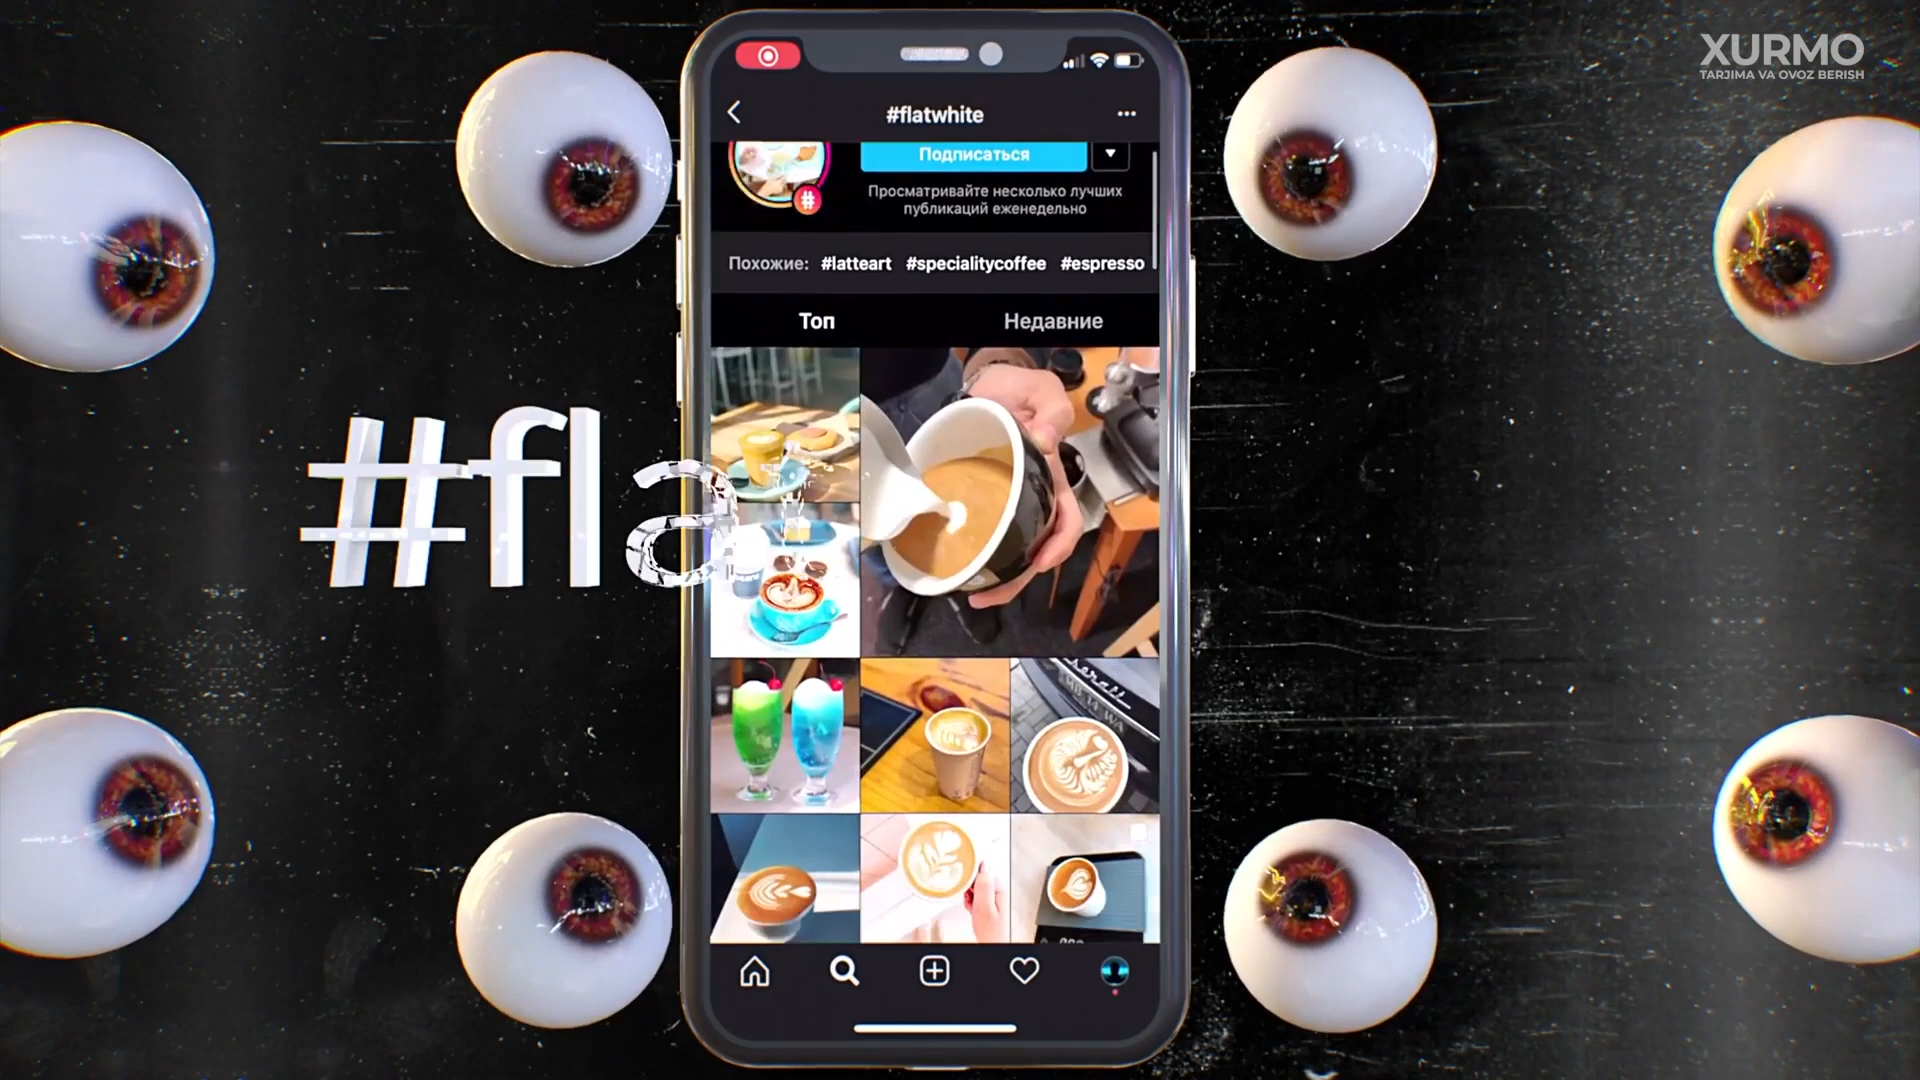 XURMO
TARJIMA VA OVOZ BERISH
#flatwhite
Подписаться
Просматривайте несколько лучших
публикаций еженедельно
Похожие: #latteart #specialitycoffee #espresso
Топ Недавние
#fla